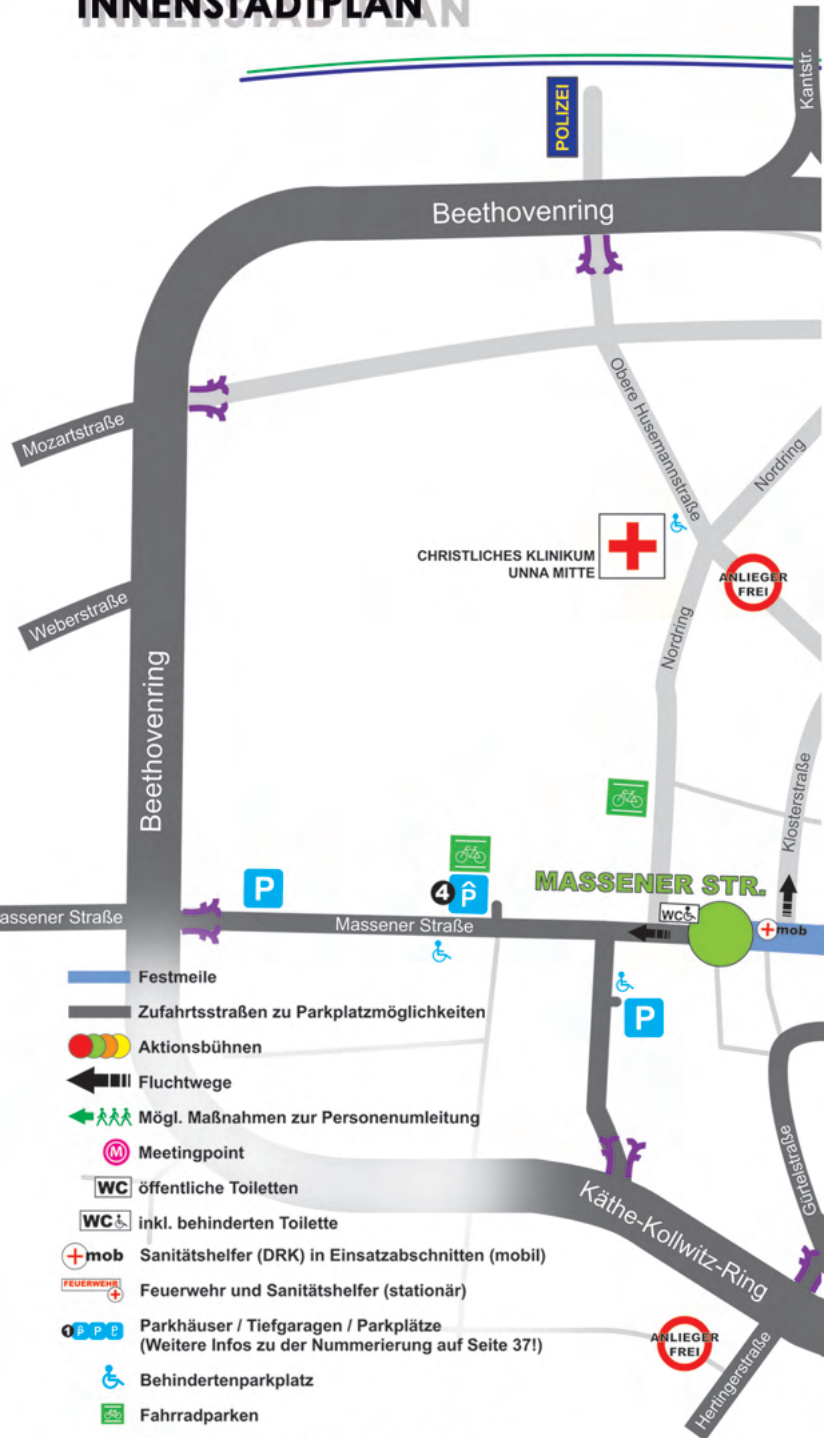 INNENSTADTPLAN
Kantstr.
POLIZEI
Beethovenring
Obere Husemannstraße
Mozartstraße
Nordring
CHRISTLICHES KLINIKUM
UNNA MITTE
ANLIEGER
FREI
Weberstraße
Nordring
Beethovenring
Klosterstraße
P
4 P
MASSENER STR.
WC
mob
assener Straße
Massener Straße
P
Festmeile
Zufahrtsstraßen zu Parkplatzmöglichkeiten
Aktionsbühnen
Fluchtwege
Mögl. Maßnahmen zur Personenumleitung
M Meetingpoint
WC öffentliche Toiletten
WC inkl. behinderten Toilette
mob Sanitätshelfer (DRK) in Einsatzabschnitten (mobil)
FEUERWEHR Feuerwehr und Sanitätshelfer (stationär)
1 P P P Parkhäuser / Tiefgaragen / Parkplätze
(Weitere Infos zu der Nummerierung auf Seite 37!)
Behindertenparkplatz
Fahrradparken
Gürtelstraße
Käthe-Kollwitz-Ring
ANLIEGER
FREI
Hertingerstraße